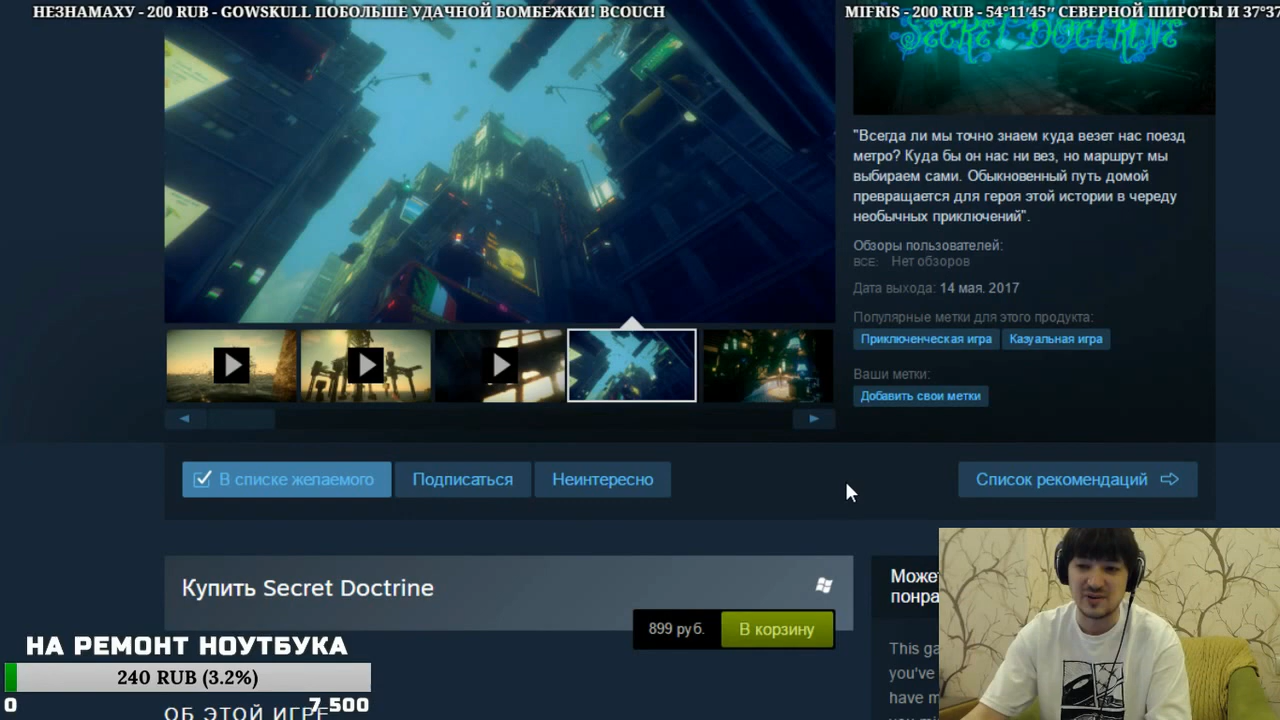 НЕЗНАМАХУ - 200 RUB - GOWSKULL ПОБОЛЬШЕ УДАЧНОЙ БОМБЕЖКИ! BCOUCH
MIFRIS - 200 RUB - 54°11'45" СЕВЕРНОЙ ШИРОТЫ И 37°37
SECRET DOCTRINE
"Всегда ли мы точно знаем куда везет нас поезд
метро? Куда бы он нас ни вез, но маршрут мы
выбираем сами. Обыкновенный путь домой
превращается для героя этой истории в череду
необычных приключений".
Обзоры пользователей:
ВСЕ: Нет обзоров
Дата выхода: 14 мая. 2017
Популярные метки для этого продукта:
Приключенческая игра Казуальная игра
Ваши метки:
Добавить свои метки
В списке желаемого Подписаться Неинтересно
Список рекомендаций
Купить Secret Doctrine
899 руб. В корзину
Може
понра
This ga
you've
have m
НА РЕМОНТ НОУТБУКА
240 RUB (3.2%)
0 7 500
ОБ ЭТОЙ ИГРЕ